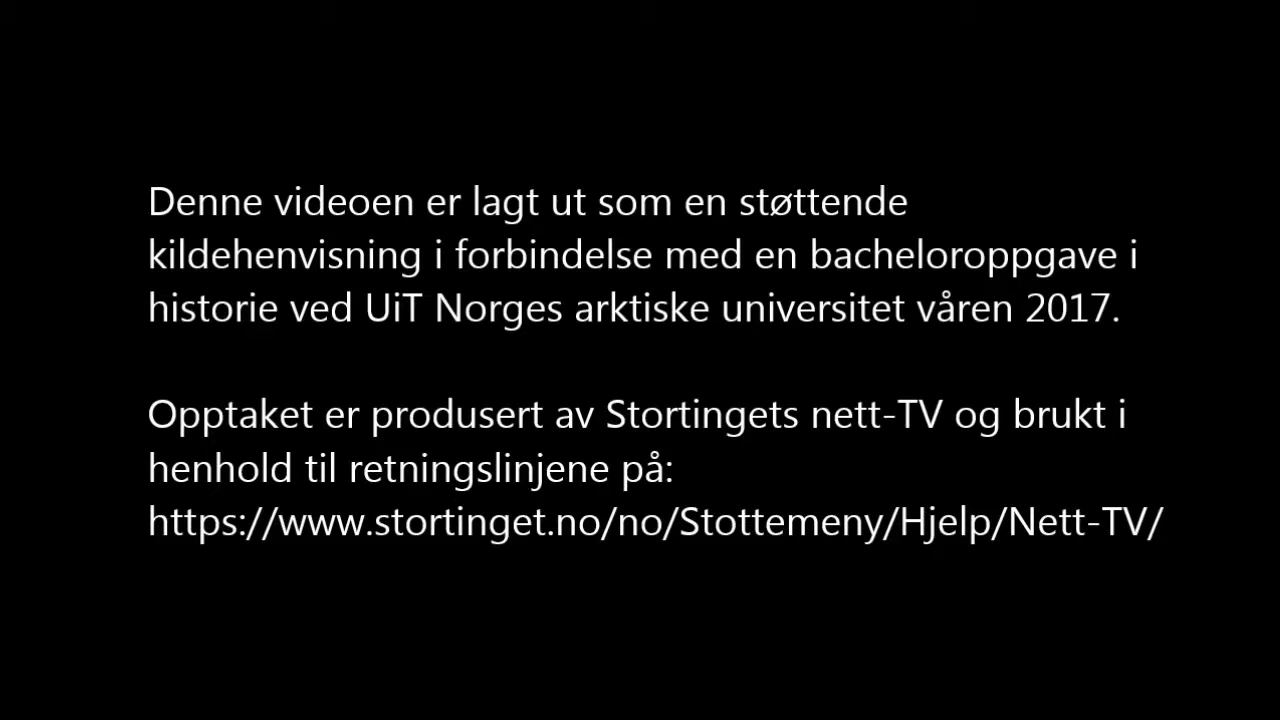 Denne videoen er lagt ut som en støttende
kildehenvisning i forbindelse med en bacheloroppgave i
historie ved UiT Norges arktiske universitet våren 2017.
Opptaket er produsert av Stortingets nett-TV og brukt i
henhold til retningslinjene på:
https://www.stortinget.no/no/Stottemeny/Hjelp/Nett-TV/